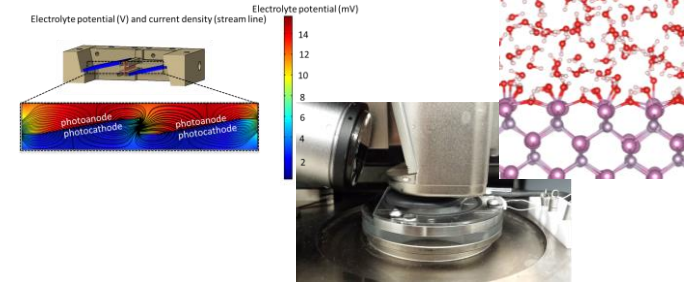 Electrolyte potential (V) and current density (stream line)
Electrolyte potential (mV)
14
12
10
8
6
4
2
photoanode
photocathode
photoanode
photocathode